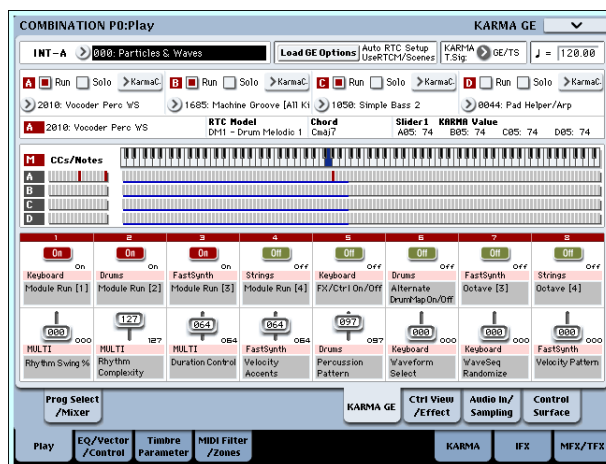 COMBINATION P0:Play KARMA GE
INT-A 000: Particles & Waves Load GE Options Auto RTC Setup UseRTCM/Scenes KARMA T.Sig: GE/TS ♩ = 120.00
A Run Solo KarmaC. B Run Solo KarmaC. C Run Solo KarmaC. D Run Solo KarmaC.
2010: Vocoder Perc WS 1685: Machine Groove [All Ki 1050: Simple Bass 2 0044: Pad Helper/Arp
RTC Model Chord Slider1 KARMA Value
A 2010: Vocoder Perc WS DM1 - Drum Melodic 1 Cmaj7 A05: 74 B05: 74 C05: 74 D05: 74
M CCs/Notes
A
B
C
D
1 2 3 4 5 6 7 8
On On On Off Off Off Off Off
On On On Off Off Off Off Off
Keyboard Drums FastSynth Strings Keyboard Drums FastSynth Strings
Module Run [1] Module Run [2] Module Run [3] Module Run [4] FX/Ctrl On/Off Alternate DrumMap On/Off Octave [3] Octave [4]
000 127 064 064 097 000 000 000
000 127 064 064 097 000 000 000
MULTI MULTI MULTI FastSynth Drums Keyboard Keyboard FastSynth
Rhythm Swing % Rhythm Complexity Duration Control Velocity Accents Percussion Pattern Waveform Select WaveSeq Randomize Velocity Pattern
Prog Select /Mixer KARMA GE Ctrl View /Effect Audio In/ Sampling Control Surface
Play EQ/Vector /Control Timbre Parameter MIDI Filter /Zones KARMA IFX MFX/TFX